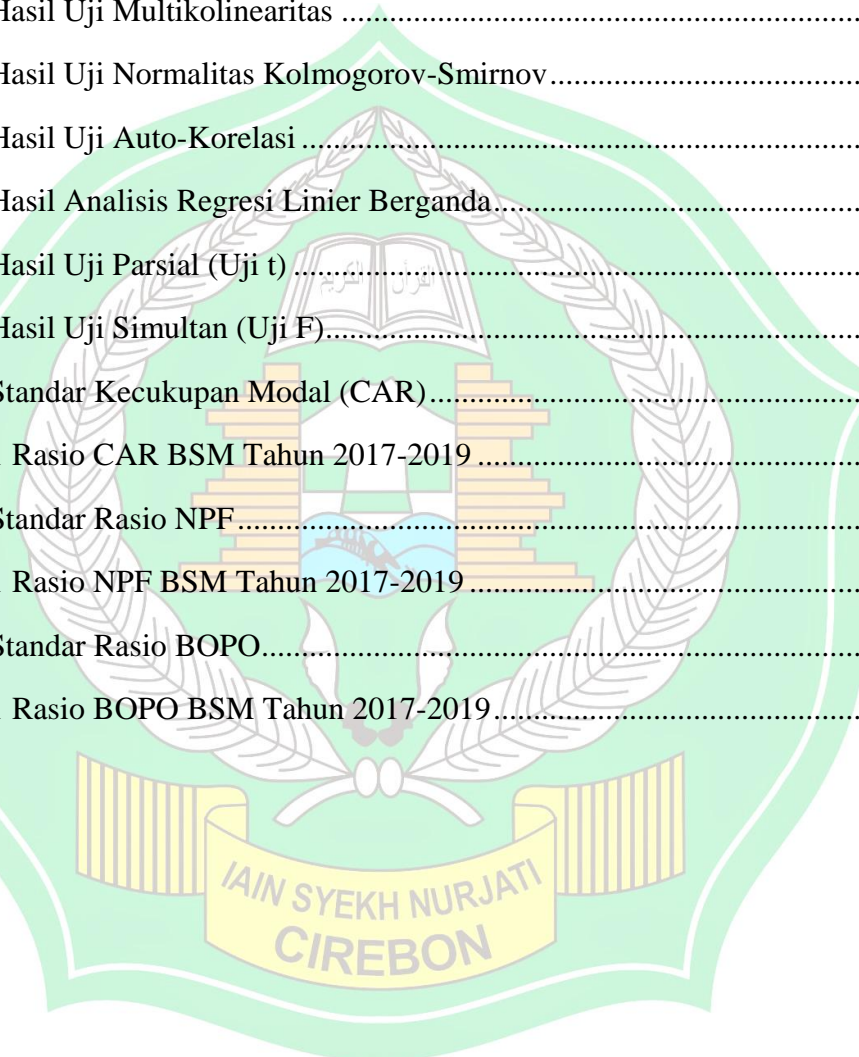 Hasil Uji Multikolinearitas ........................................................
Hasil Uji Normalitas Kolmogorov-Smirnov........................................
Hasil Uji Auto-Korelasi ...............................................................
Hasil Analisis Regresi Linier Berganda...............................................
Hasil Uji Parsial (Uji t) ...............................................................
Hasil Uji Simultan (Uji F)............................................................
Standar Kecukupan Modal (CAR)...................................................
Rasio CAR BSM Tahun 2017-2019 .................................................
Standar Rasio NPF.....................................................................
Rasio NPF BSM Tahun 2017-2019 ..................................................
Standar Rasio BOPO...................................................................
Rasio BOPO BSM Tahun 2017-2019................................................
القرآن الكريم
IAIN SYEKH NURJATI
CIREBON